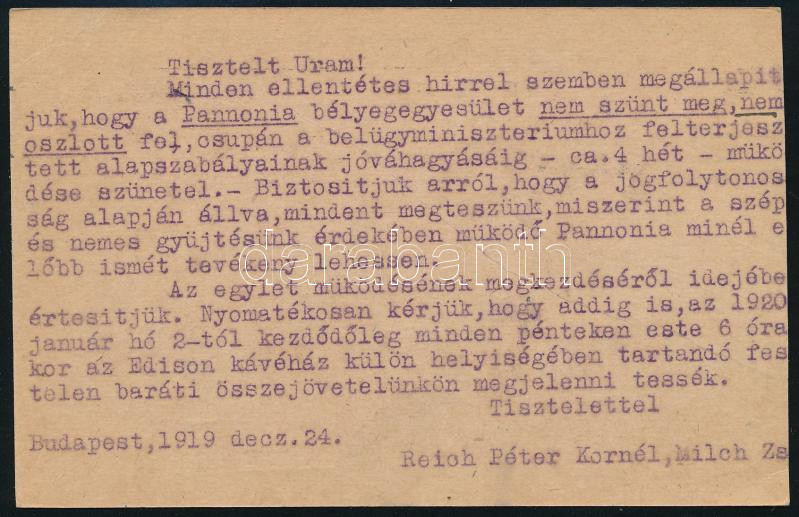 Tisztelt Uram!
Minden ellentétes hirrel szemben megállapit
juk,hogy a Pannonia bélyegegyesület nem szünt meg,nem
oszlott fel,csupán a belügyminiszteriumhoz felterjesz
tett alapszabályainak jóváhagyásáig - ca.4 hét - mükö
dése szünetel.- Biztositjuk arról,hogy a jogfolytonos
ság alapján állva,mindent megteszünk,miszerint a szép
és nemes gyüjtésünk érdekében müködő Pannonia minél e
lőbb ismét tevékeny lehessen.
darabanth
Az egylet müködésének megkezdéséről idejébe
értesitjük. Nyomatékosan kérjük,hogy addig is,az 1920
január hó 2-tól kezdődőleg minden pénteken este 6 óra
kor az Edison kávéház külön helyiségében tartandó fes
telen baráti összejövetelünkön megjelenni tessék.
Tisztelettel
Budapest,1919 decz.24.
Reich Péter Kornél,Milch Zs